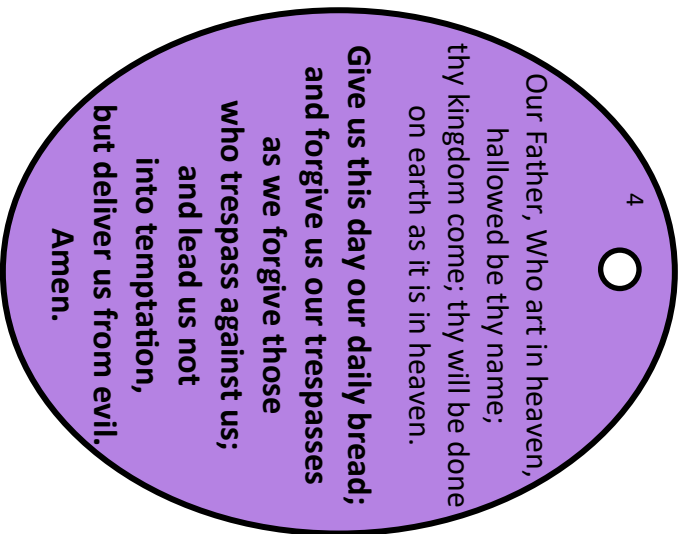 4
Our Father, Who art in heaven,
hallowed be thy name;
thy kingdom come; thy will be done
on earth as it is in heaven.
Give us this day our daily bread;
and forgive us our trespasses
as we forgive those
who trespass against us;
and lead us not
into temptation,
but deliver us from evil.
Amen.